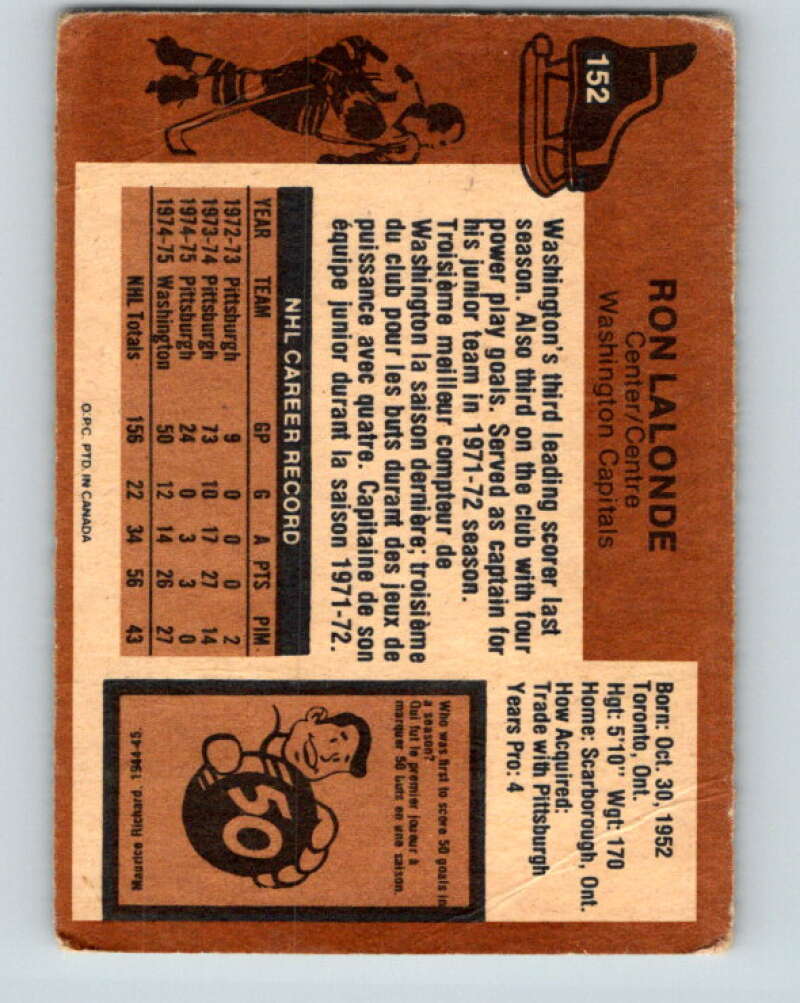 152
RON LALONDE
Center/Centre
Washington Capitals
Born: Oct. 30, 1952
Toronto, Ont.
Hgt: 5'10" Wgt: 170
Home: Scarborough, Ont.
How Acquired:
Trade with Pittsburgh
Years Pro: 4
Washington's third leading scorer last
season. Also third on the club with four
power play goals. Served as captain for
his junior team in 1971-72 season.
Troisième meilleur compteur de
Washington la saison dernière; troisième
du club pour les buts durant des jeux de
puissance avec quatre. Capitaine de son
équipe junior durant la saison 1971-72.
NHL CAREER RECORD
YEAR TEAM GP G A PTS PIM
1972-73 Pittsburgh 9 0 0 0 2
1973-74 Pittsburgh 73 10 17 27 14
1974-75 Pittsburgh 24 0 3 3 0
1974-75 Washington 50 12 14 26 27
NHL Totals 156 22 34 56 43
Who was first to score 50 goals in
a season?
Qui fut le premier joueur à
marquer 50 buts en une saison.
50
Maurice Richard, 1944-45.
O.P.C. PTD. IN CANADA